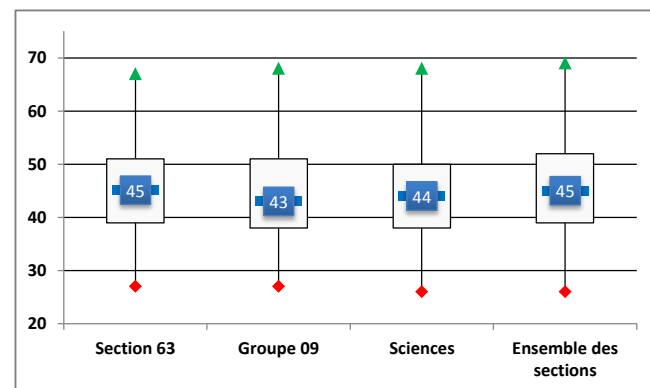 70
60
50
40
30
20
45
43
44
45
Section 63
Groupe 09
Sciences
Ensemble des
sections